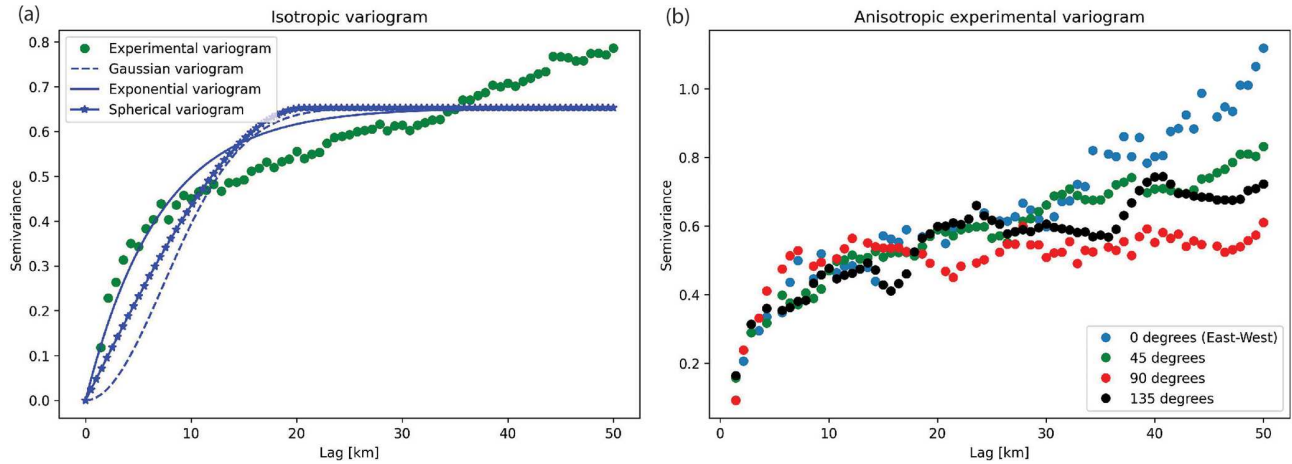 (a)
Isotropic variogram
Semivariance
0.8
0.7
0.6
0.5
0.4
0.3
0.2
0.1
0.0
Experimental variogram
Gaussian variogram
Exponential variogram
Spherical variogram
0 10 20 30 40 50
Lag [km]
(b)
Anisotropic experimental variogram
Semivariance
1.0
0.8
0.6
0.4
0.2
0 degrees (East-West)
45 degrees
90 degrees
135 degrees
0 10 20 30 40 50
Lag [km]